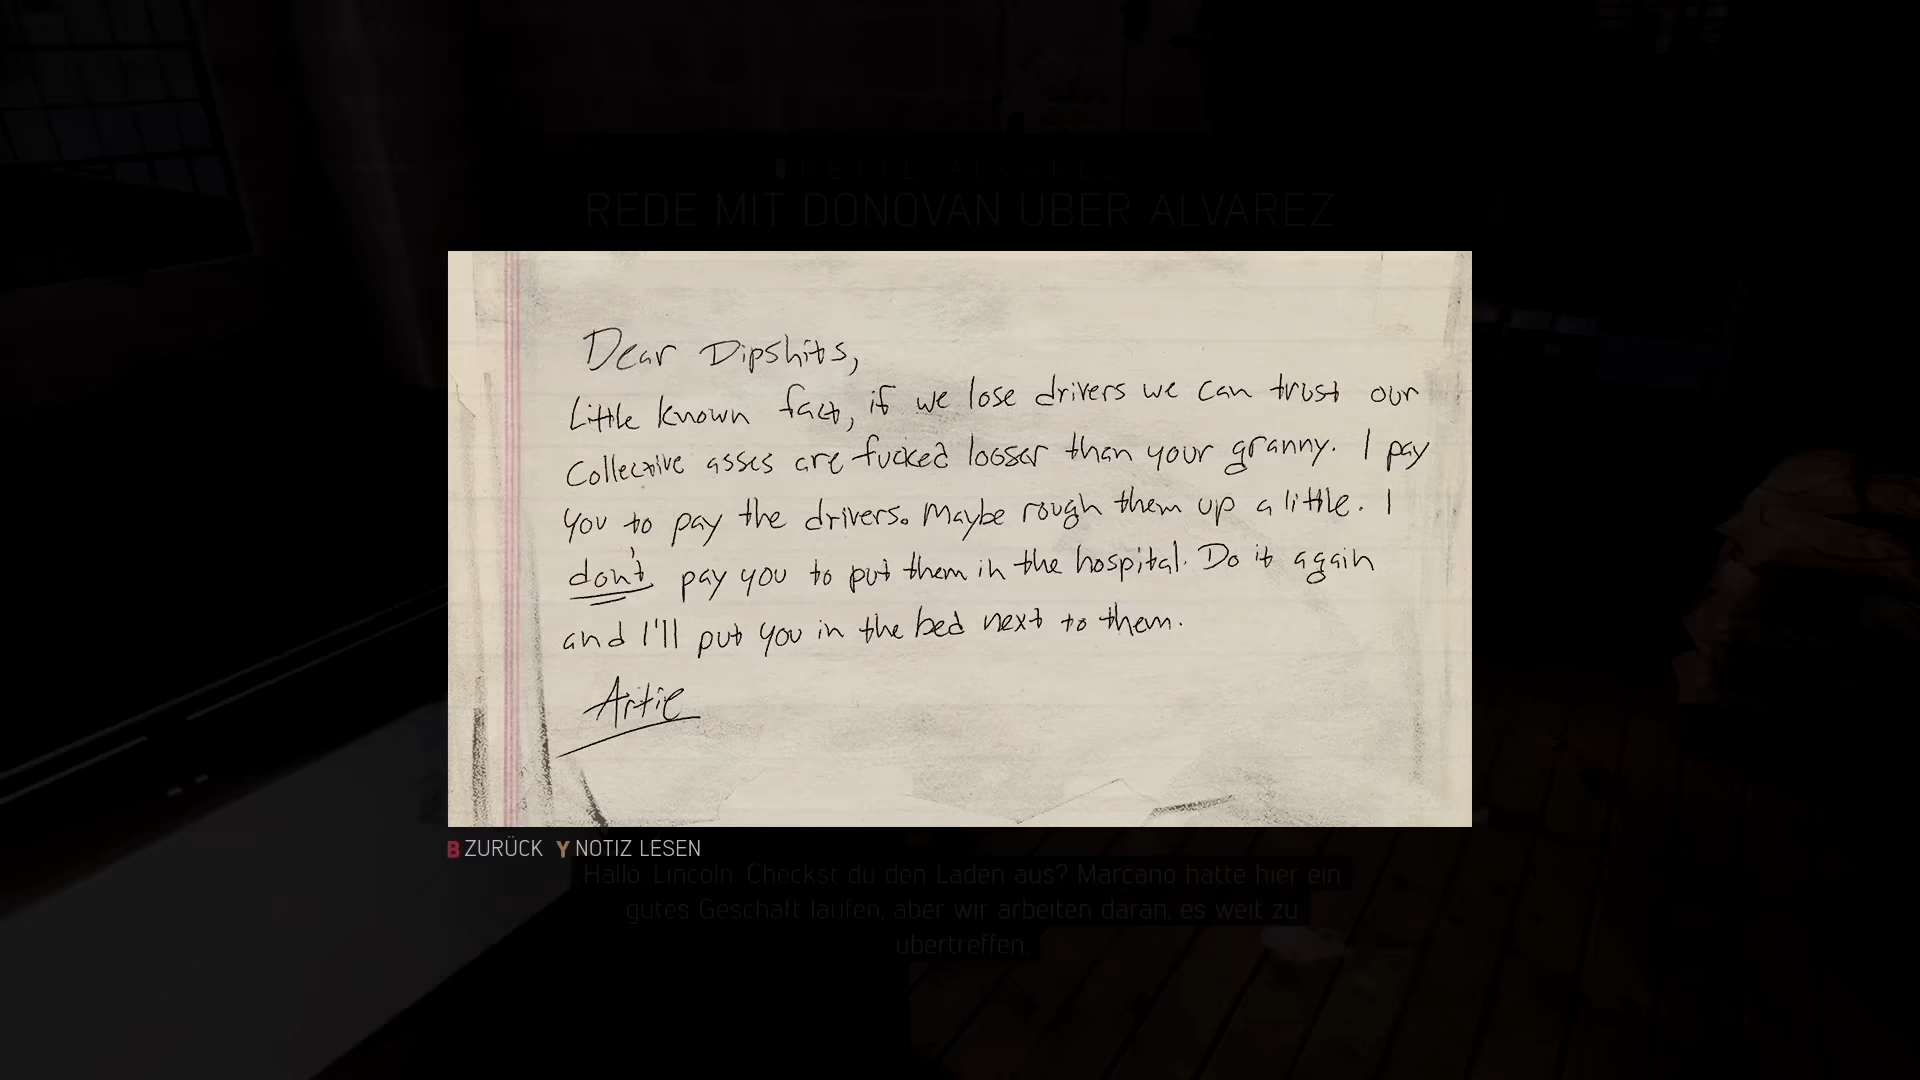 REDE MIT DONOVAN ÜBER ALVAREZ
Dear Dipshits,
Little known fact, if we lose drivers we can trust our
collective asses are fucked looser than your granny. I pay
you to pay the drivers. Maybe rough them up a little. I
don't pay you to put them in the hospital. Do it again
and I'll put you in the bed next to them.
Artie
B ZURÜCK Y NOTIZ LESEN
Hallo, Lincoln. Checkst du den Laden aus? Marcano hatte hier ein
gutes Geschäft laufen, aber wir arbeiten daran, es weit zu
übertreffen.